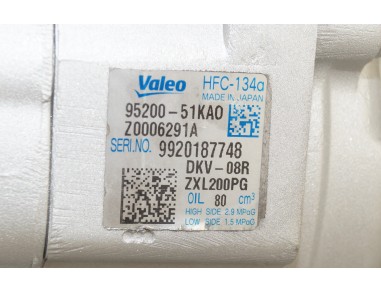 Valeo HFC-134a
MADE IN JAPAN
95200-51KA0
Z0006291A
SERI.NO. 9920187748
DKV-08R
ZXL200PG
OIL 80 cm³
HIGH SIDE 2.9 MPaG
LOW SIDE 1.5 MPaG